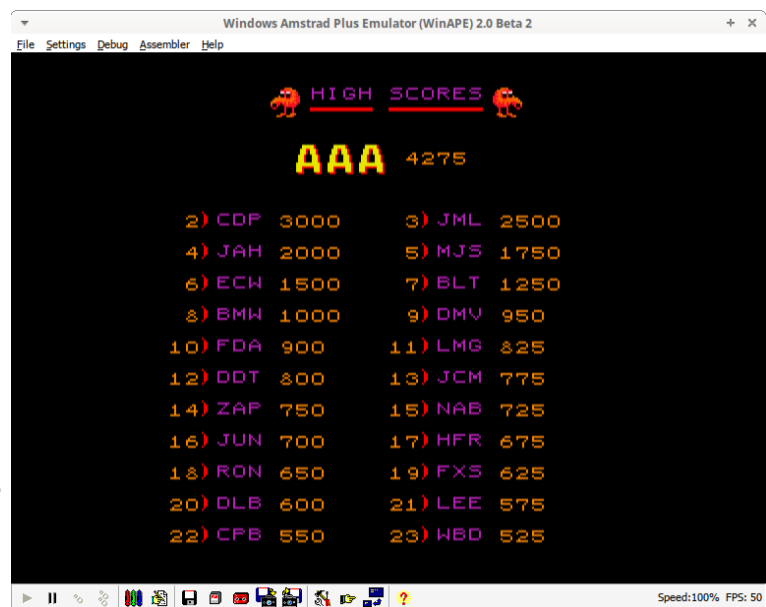 Windows Amstrad Plus Emulator (WinAPE) 2.0 Beta 2
File Settings Debug Assembler Help
HIGH SCORES
AAA 4275
2) CDP 3000 3) JML 2500
4) JAH 2000 5) MJS 1750
6) ECW 1500 7) BLT 1250
8) BMW 1000 9) DMV 950
10) FDA 900 11) LMG 825
12) DDT 800 13) JCM 775
14) ZAP 750 15) NAB 725
16) JUN 700 17) HFR 675
18) RON 650 19) FXS 625
20) DLB 600 21) LEE 575
22) CPB 550 23) WBD 525
Speed:100% FPS: 50